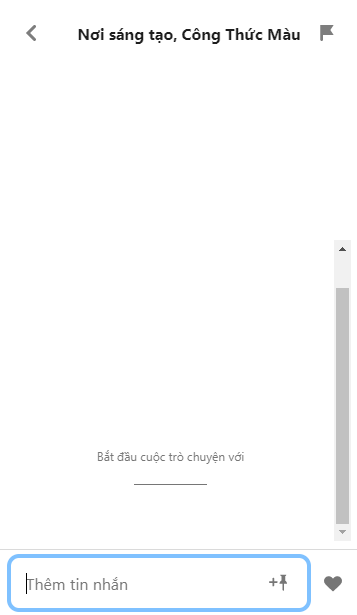 Nơi sáng tạo, Công Thức Màu
Bắt đầu cuộc trò chuyện với
Thêm tin nhắn